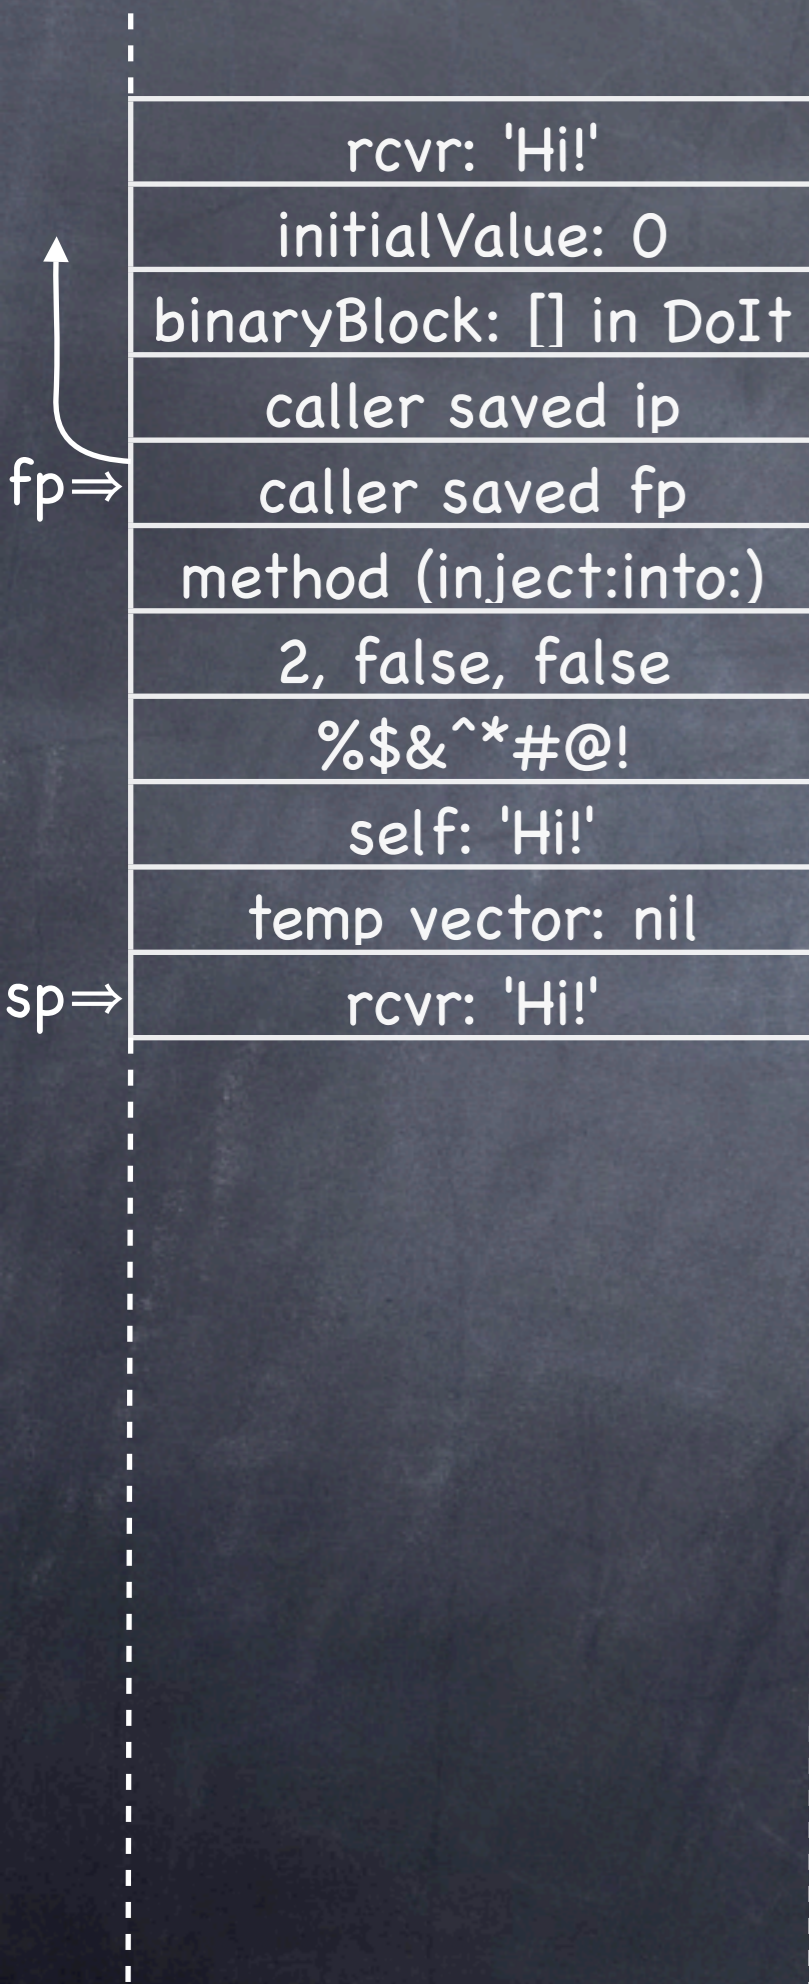 rcvr: 'Hi!'
initialValue: 0
binaryBlock: [] in DoIt
caller saved ip
fp⇒ caller saved fp
method (inject:into:)
2, false, false
%$&^*#@!
self: 'Hi!'
temp vector: nil
sp⇒ rcvr: 'Hi!'